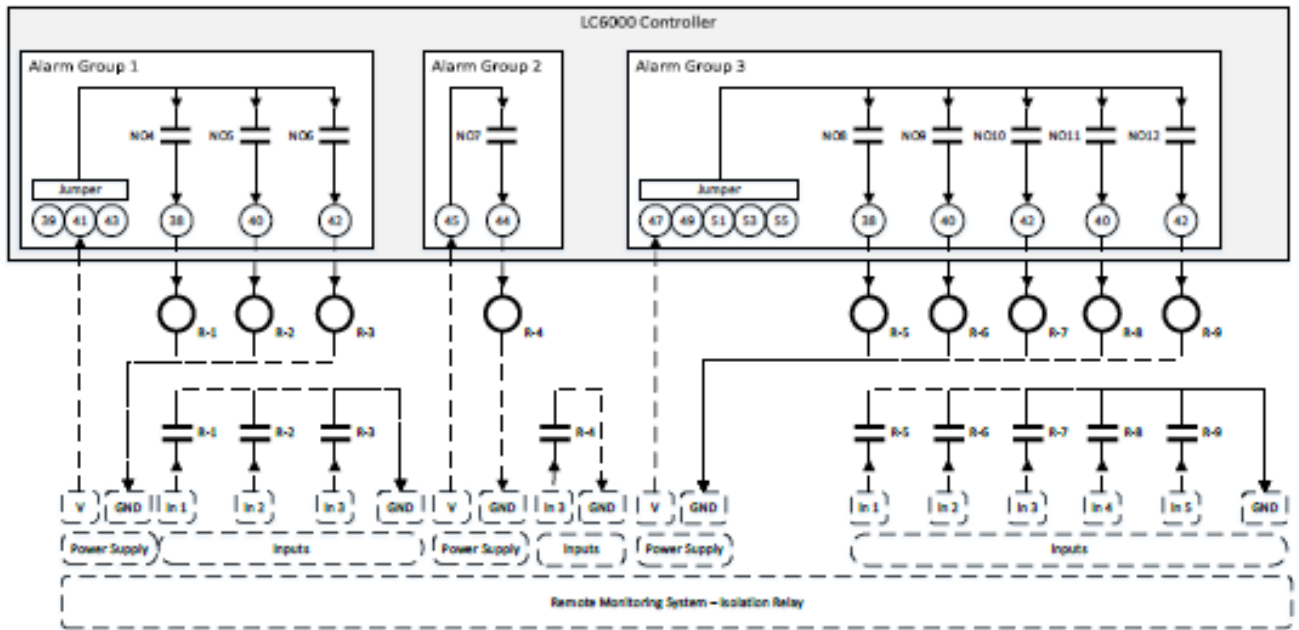 LC6000 Controller
Alarm Group 1
Alarm Group 2
Alarm Group 3
NO4 NO5 NO6 NO7 NO8 NO9 NO10 NO11 NO12
Jumper Jumper
39 41 43 38 40 42 45 44 47 49 51 53 55 38 40 42 40 42
R-1 R-2 R-3 R-4 R-5 R-6 R-7 R-8 R-9
R-1 R-2 R-3 R-4 R-5 R-6 R-7 R-8 R-9
V GND In 1 In 2 In 3 GND V GND In 3 GND V GND In 1 In 2 In 3 In 4 In 5 GND
Power Supply Inputs Power Supply Inputs Power Supply Inputs
Remote Monitoring System – Isolation Relay